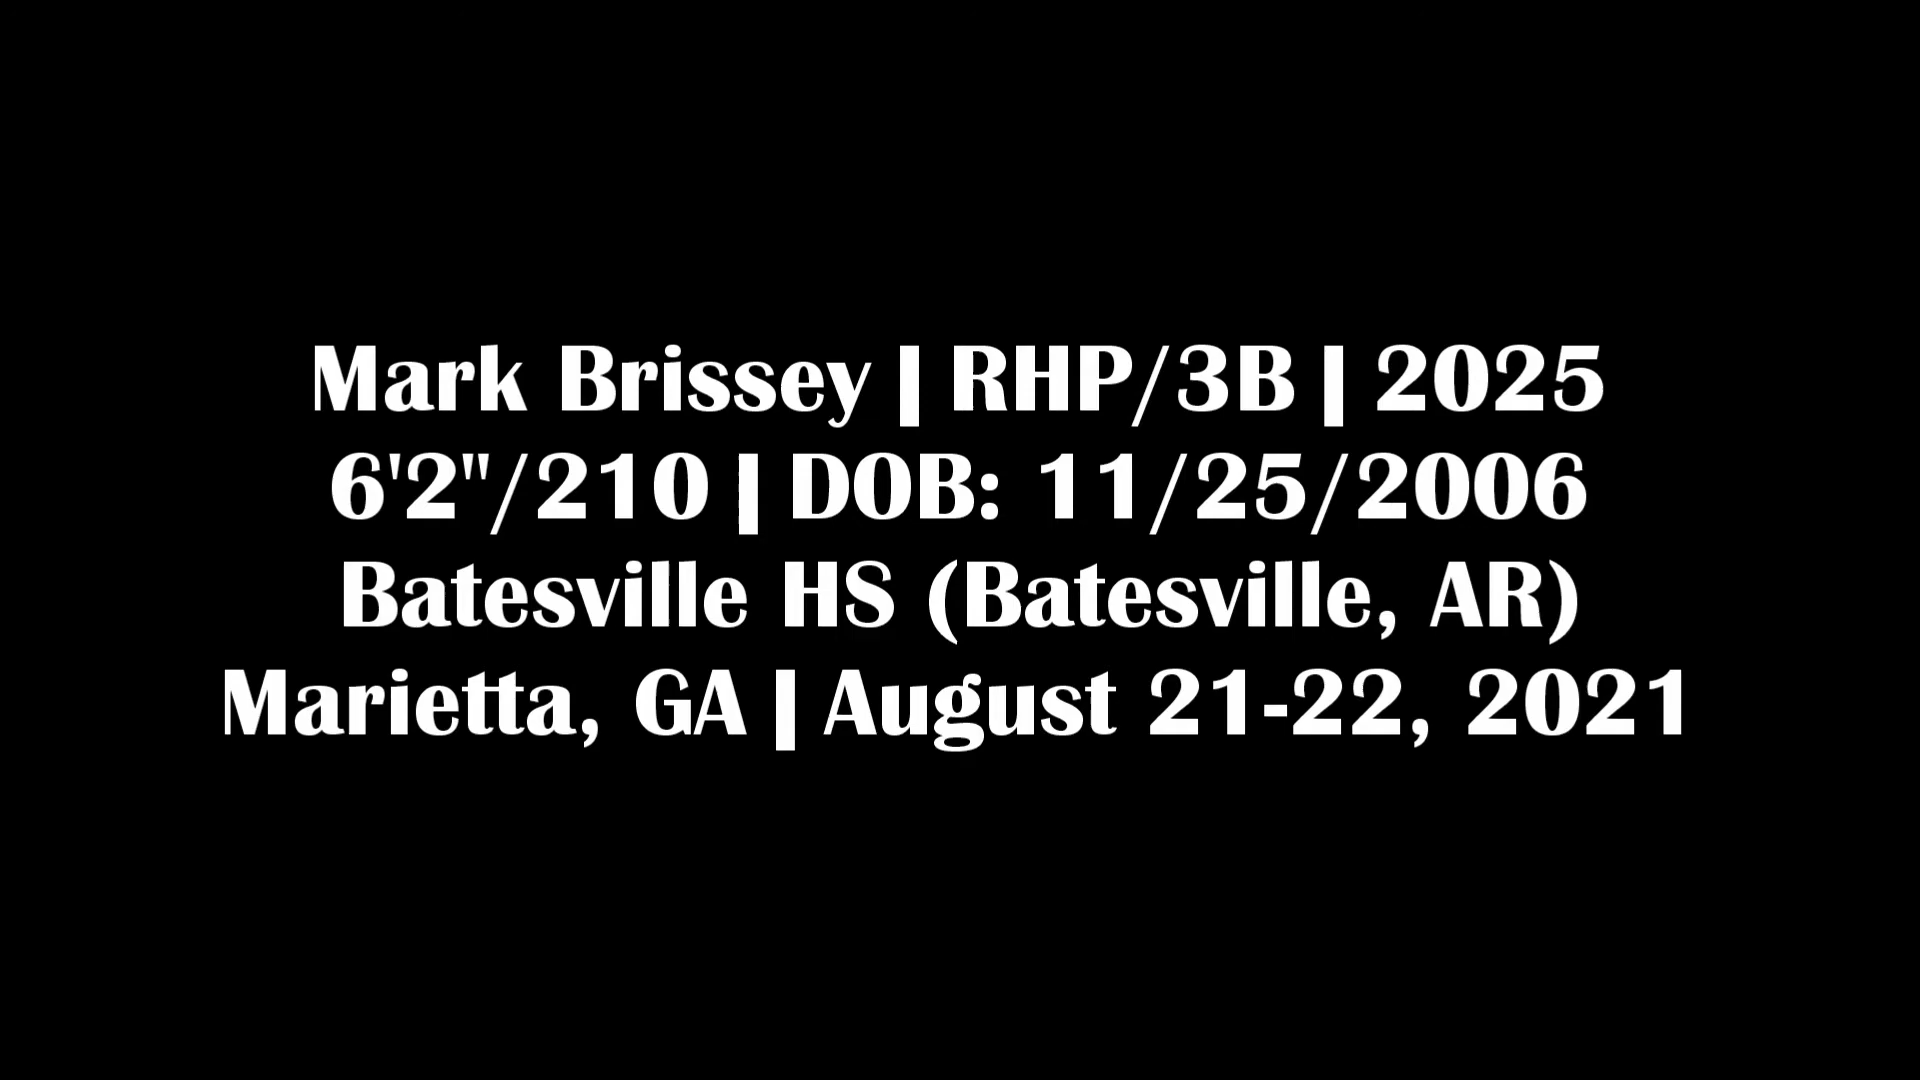 Mark Brissey | RHP/3B | 2025
6'2"/210 | DOB: 11/25/2006
Batesville HS (Batesville, AR)
Marietta, GA | August 21-22, 2021